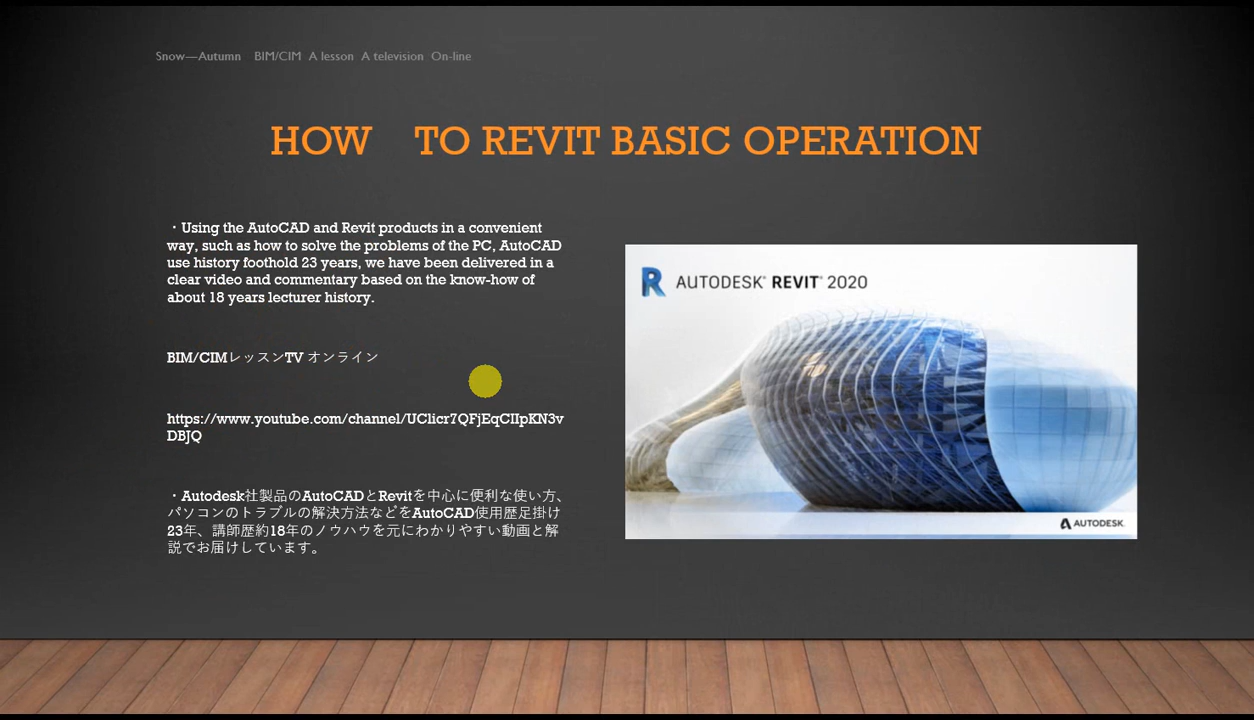 Snow—Autumn　BIM/CIM A lesson A television On-line
HOW　TO REVIT BASIC OPERATION
・Using the AutoCAD and Revit products in a convenient
way, such as how to solve the problems of the PC, AutoCAD
use history foothold 23 years, we have been delivered in a
clear video and commentary based on the know-how of
about 18 years lecturer history.
BIM/CIMレッスンTV オンライン
https://www.youtube.com/channel/UClicr7QFjEqCIIpKN3v
DBJQ
・Autodesk社製品のAutoCADとRevitを中心に便利な使い方、
パソコンのトラブルの解決方法などをAutoCAD使用歴足掛け
23年、講師歴約18年のノウハウを元にわかりやすい動画と解
説でお届けしています。
R AUTODESK® REVIT® 2020
AUTODESK.